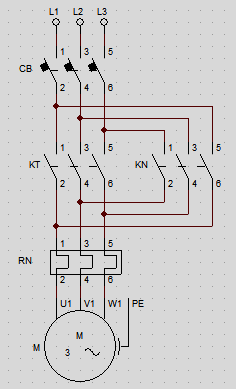 L1 L2 L3
1 3 5
CB
2 4 6
1 3 5 1 3 5
KT KN
2 4 6 2 4 6
1 3 5
RN
2 4 6
U1 V1 W1 PE
M
M
3